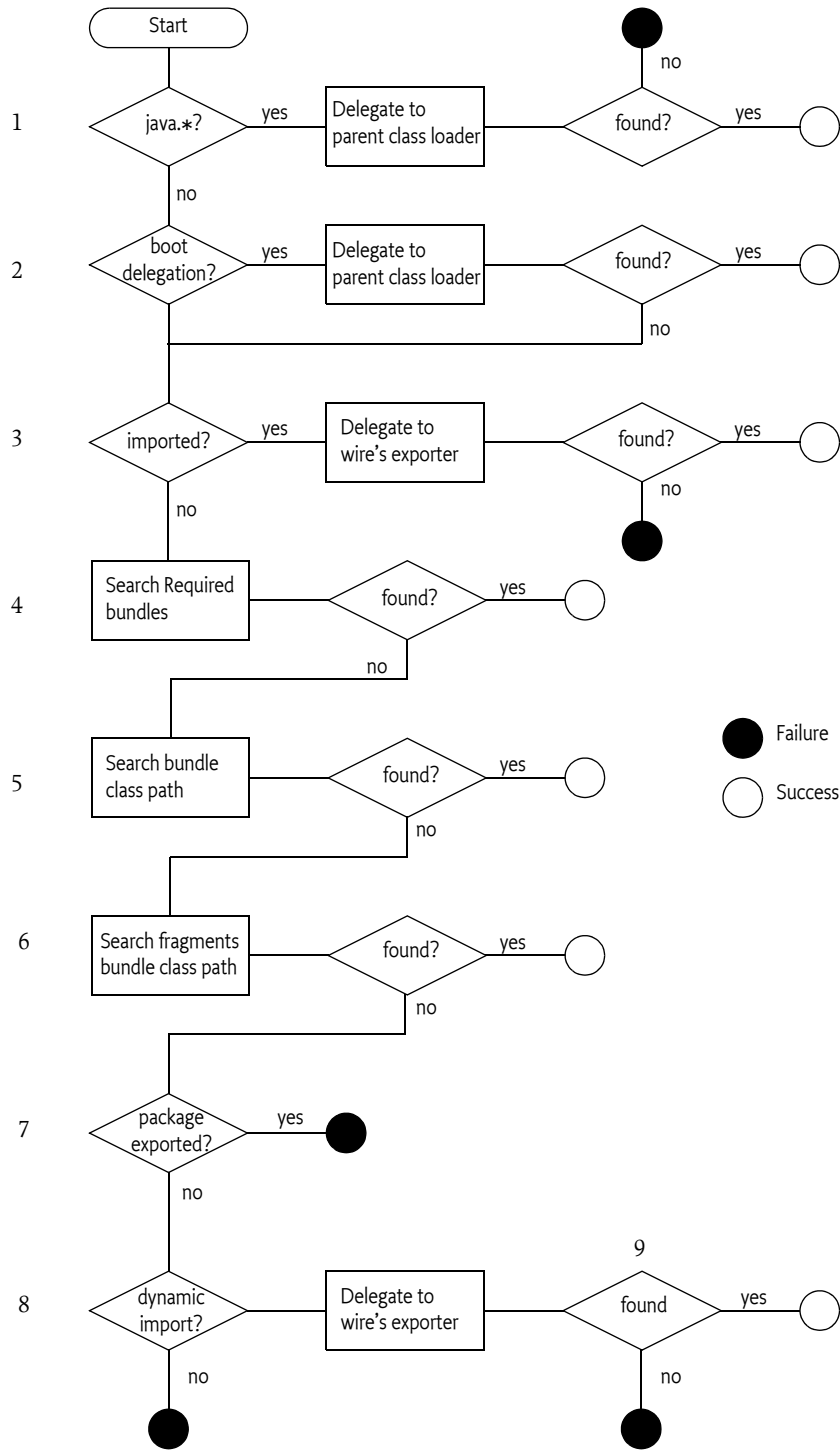 Start
no
1
java.*?
yes
Delegate to
parent class loader
found?
yes
no
2
boot
delegation?
yes
Delegate to
parent class loader
found?
yes
no
3
imported?
yes
Delegate to
wire’s exporter
found?
yes
no
no
4
Search Required
bundles
found?
yes
no
5
Search bundle
class path
found?
yes
no
Failure
Success
6
Search fragments
bundle class path
found?
yes
no
7
package
exported?
yes
no
9
8
dynamic
import?
Delegate to
wire’s exporter
found
yes
no
no